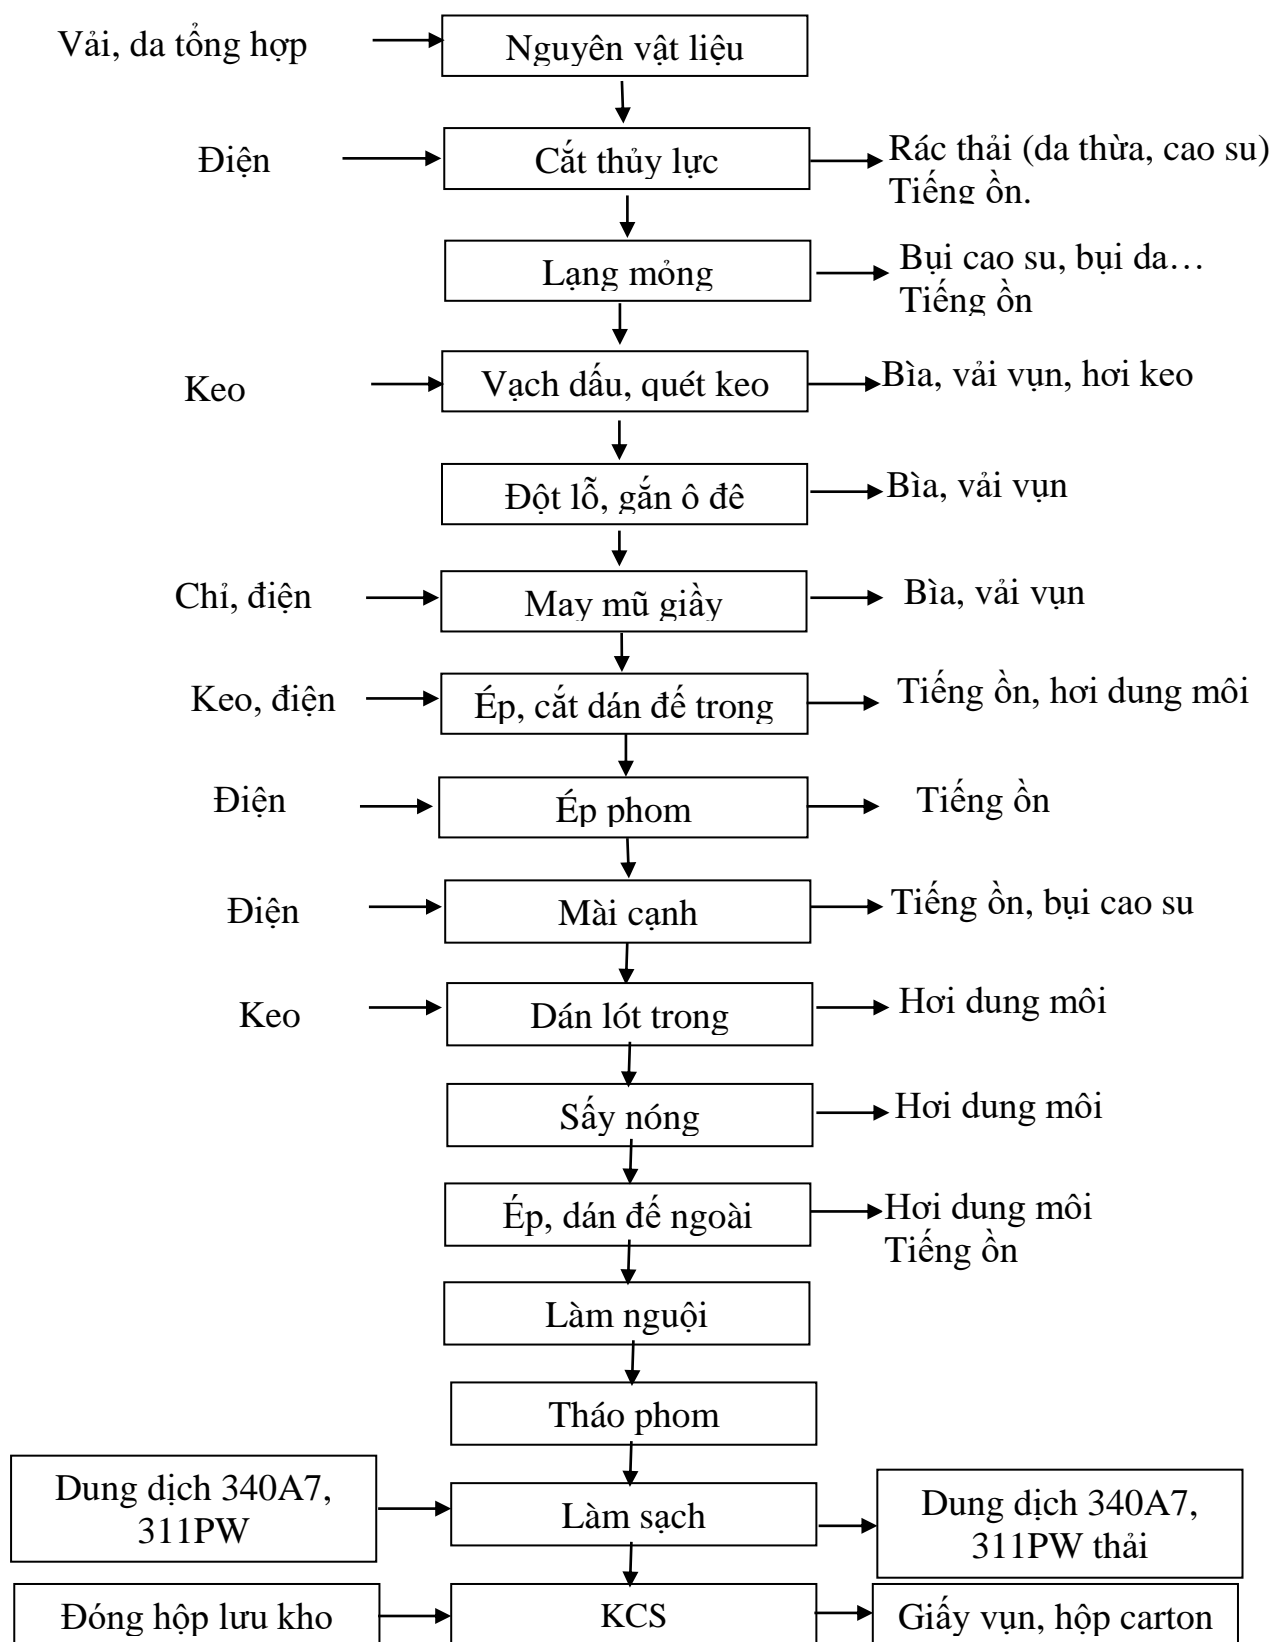 Vải, da tổng hợp
Nguyên vật liệu
Điện
Cắt thủy lực
Rác thải (da thừa, cao su)
Tiếng ồn.
Lạng mỏng
Bụi cao su, bụi da…
Tiếng ồn
Keo
Vạch dấu, quét keo
Bìa, vải vụn, hơi keo
Đột lỗ, gắn ô đê
Bìa, vải vụn
Chỉ, điện
May mũ giầy
Bìa, vải vụn
Keo, điện
Ép, cắt dán đế trong
Tiếng ồn, hơi dung môi
Điện
Ép phom
Tiếng ồn
Điện
Mài cạnh
Tiếng ồn, bụi cao su
Keo
Dán lót trong
Hơi dung môi
Sấy nóng
Hơi dung môi
Ép, dán đế ngoài
Hơi dung môi
Tiếng ồn
Làm nguội
Tháo phom
Dung dịch 340A7,
311PW
Làm sạch
Dung dịch 340A7,
311PW thải
Đóng hộp lưu kho
KCS
Giấy vụn, hộp carton